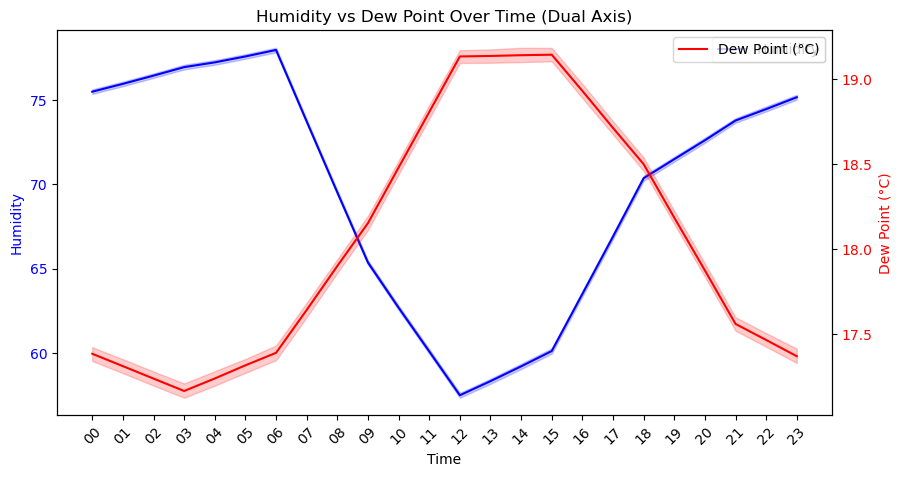 Humidity vs Dew Point Over Time (Dual Axis)
Dew Point (°C)
75
70
65
60
Humidity
19.0
18.5
18.0
17.5
Dew Point (°C)
00 01 02 03 04 05 06 07 08 09 10 11 12 13 14 15 16 17 18 19 20 21 22 23
Time